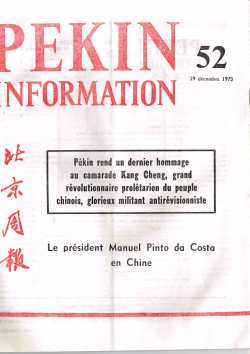 PEKIN
INFORMATION
52
29 décembre 1975
北京周报
Pékin rend un dernier hommage
au camarade Kang Cheng, grand
révolutionnaire prolétarien du peuple
chinois, glorieux militant antirévisionniste
Le président Manuel Pinto da Costa
en Chine